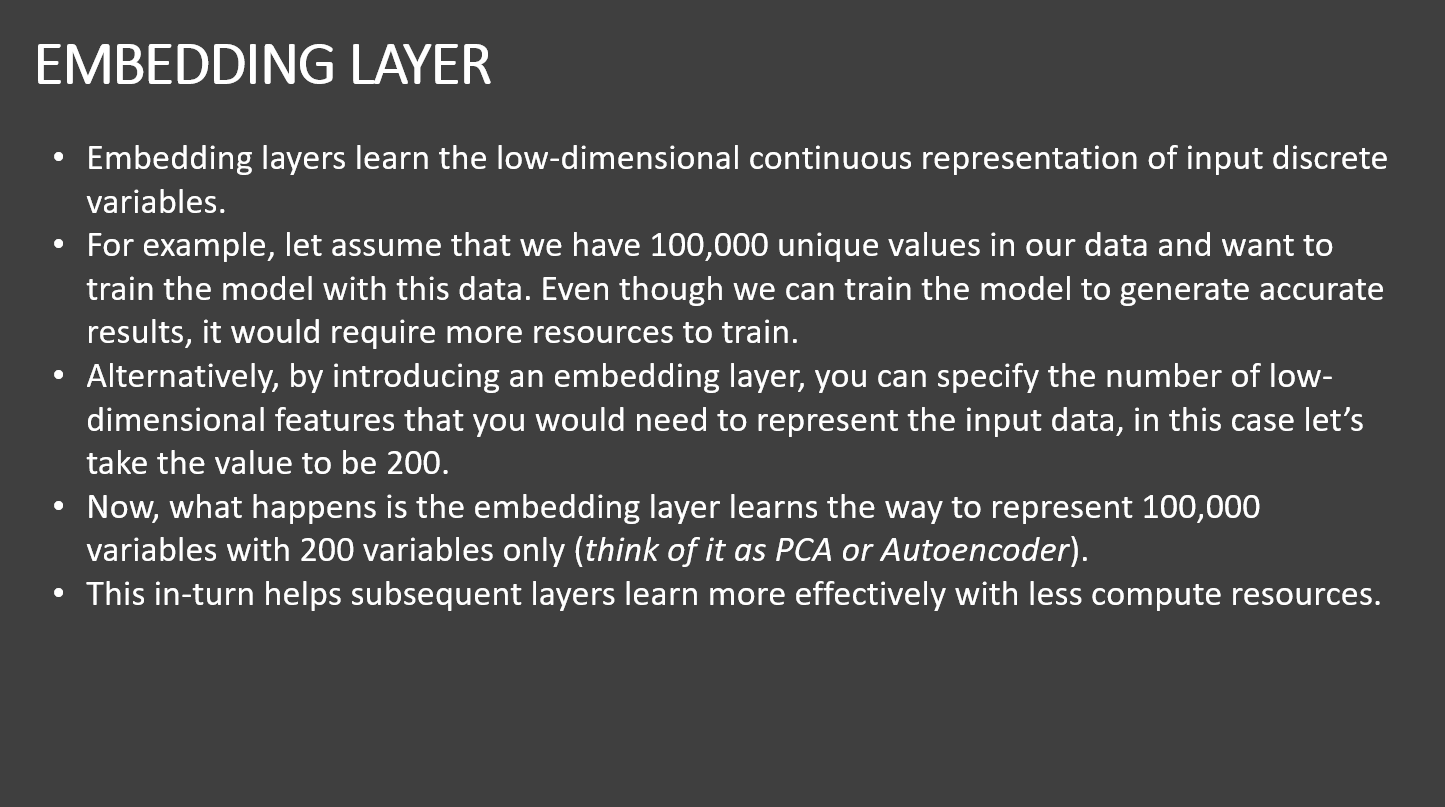 EMBEDDING LAYER
• Embedding layers learn the low-dimensional continuous representation of input discrete
variables.
• For example, let assume that we have 100,000 unique values in our data and want to
train the model with this data. Even though we can train the model to generate accurate
results, it would require more resources to train.
• Alternatively, by introducing an embedding layer, you can specify the number of low-
dimensional features that you would need to represent the input data, in this case let’s
take the value to be 200.
• Now, what happens is the embedding layer learns the way to represent 100,000
variables with 200 variables only (think of it as PCA or Autoencoder).
• This in-turn helps subsequent layers learn more effectively with less compute resources.